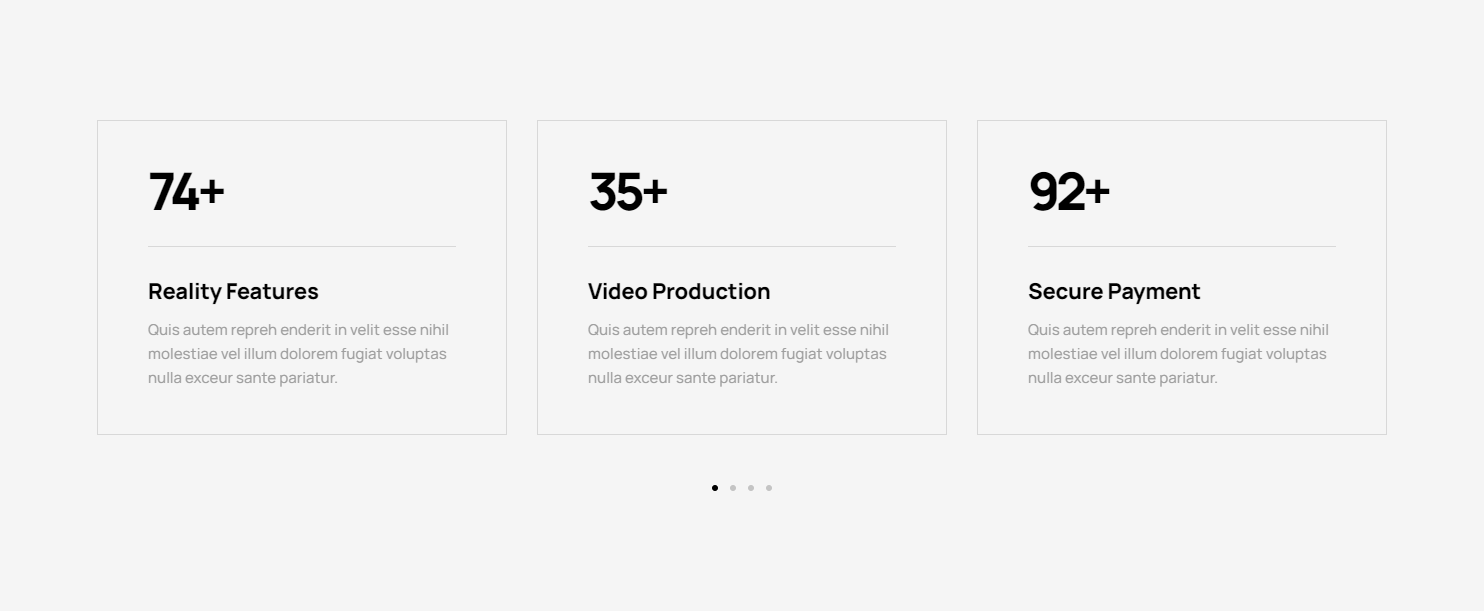 74+
Reality Features
Quis autem repreh enderit in velit esse nihil
molestiae vel illum dolorem fugiat voluptas
nulla exceur sante pariatur.
35+
Video Production
Quis autem repreh enderit in velit esse nihil
molestiae vel illum dolorem fugiat voluptas
nulla exceur sante pariatur.
92+
Secure Payment
Quis autem repreh enderit in velit esse nihil
molestiae vel illum dolorem fugiat voluptas
nulla exceur sante pariatur.